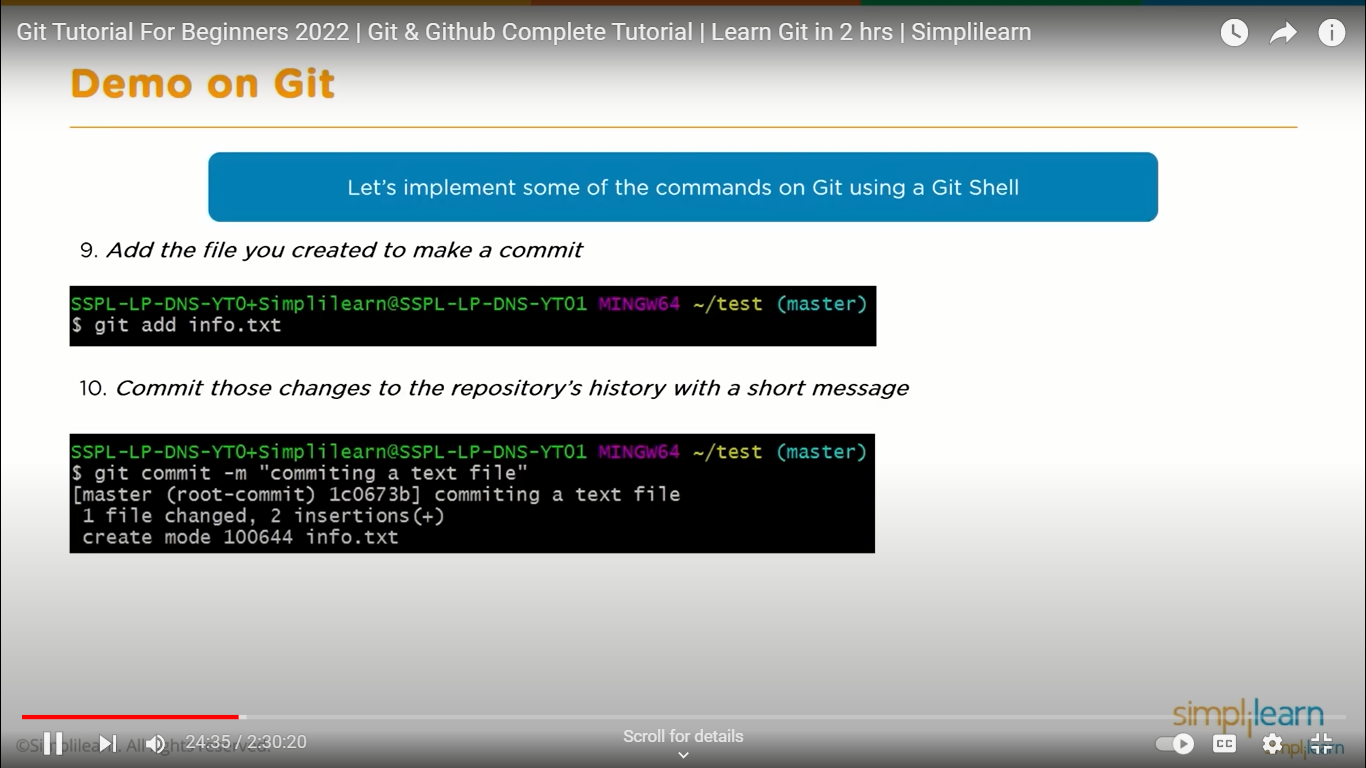 Git Tutorial For Beginners 2022 | Git & Github Complete Tutorial | Learn Git in 2 hrs | Simplilearn
Demo on Git
Let's implement some of the commands on Git using a Git Shell
9. Add the file you created to make a commit
SSPL-LP-DNS-YT0+Simplilearn@SSPL-LP-DNS-YT01 MINGW64 ~/test (master)
$ git add info.txt
10. Commit those changes to the repository's history with a short message
SSPL-LP-DNS-YT0+Simplilearn@SSPL-LP-DNS-YT01 MINGW64 ~/test (master)
$ git commit -m "commiting a text file"
[master (root-commit) 1c0673b] commiting a text file
1 file changed, 2 insertions(+)
create mode 100644 info.txt
simplilearn
24:35 / 2:30:20
Scroll for details
CC